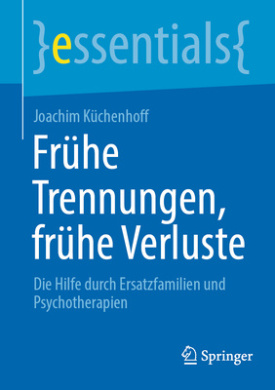 }essentials{
Joachim Küchenhoff
Frühe
Trennungen,
frühe Verluste
Die Hilfe durch Ersatzfamilien und
Psychotherapien
Springer